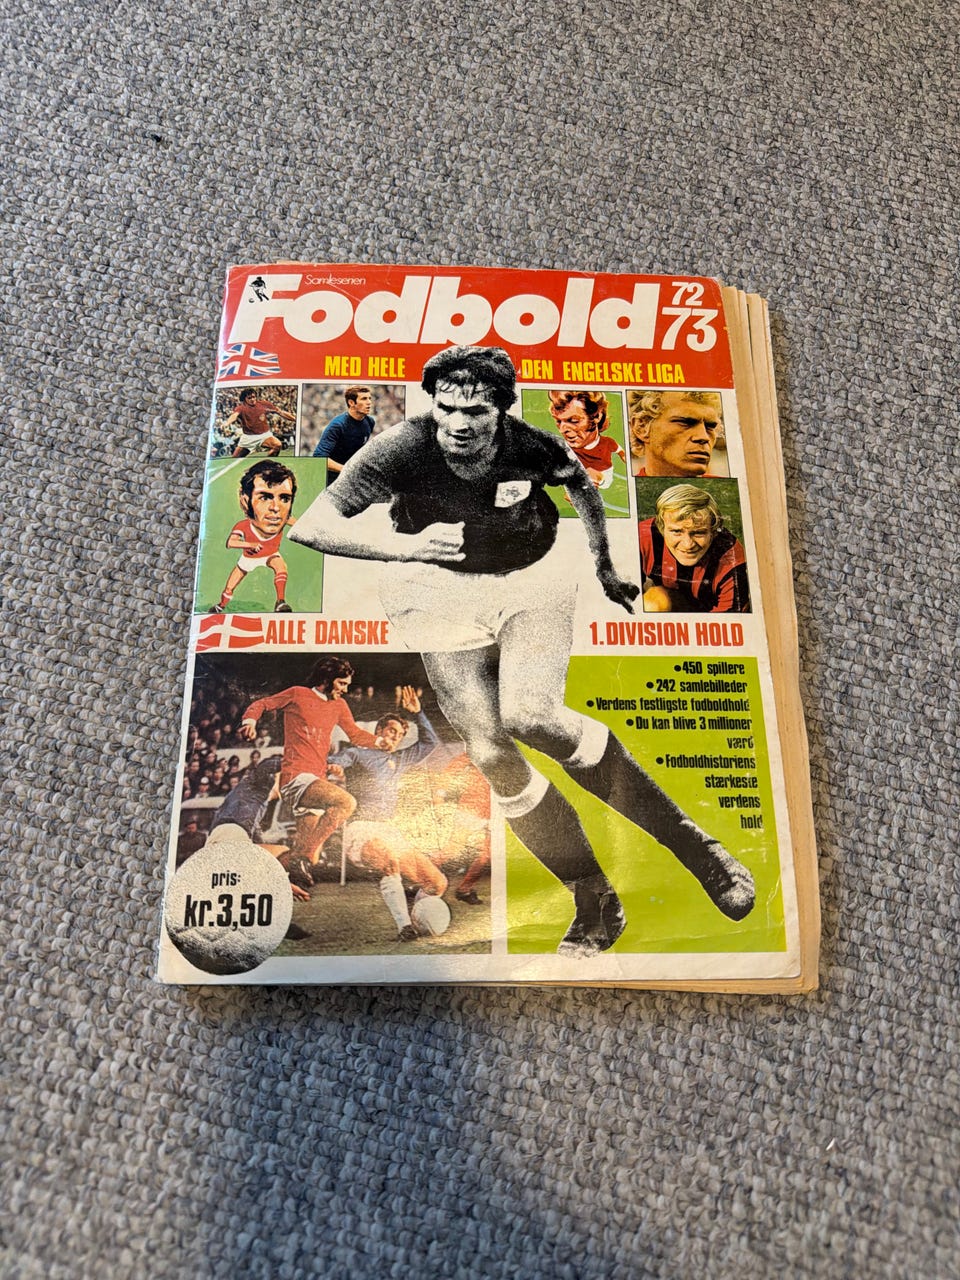 Samleserien
Fodbold 72
73
MED HELE DEN ENGELSKE LIGA
ALLE DANSKE 1. DIVISION HOLD
●450 spillere
●242 samlebilleder
●Verdens festligste fodboldhold
●Du kan blive 3 millioner
værd
●Fodboldhistoriens
stærkeste
verdens
hold
pris:
kr.3,50